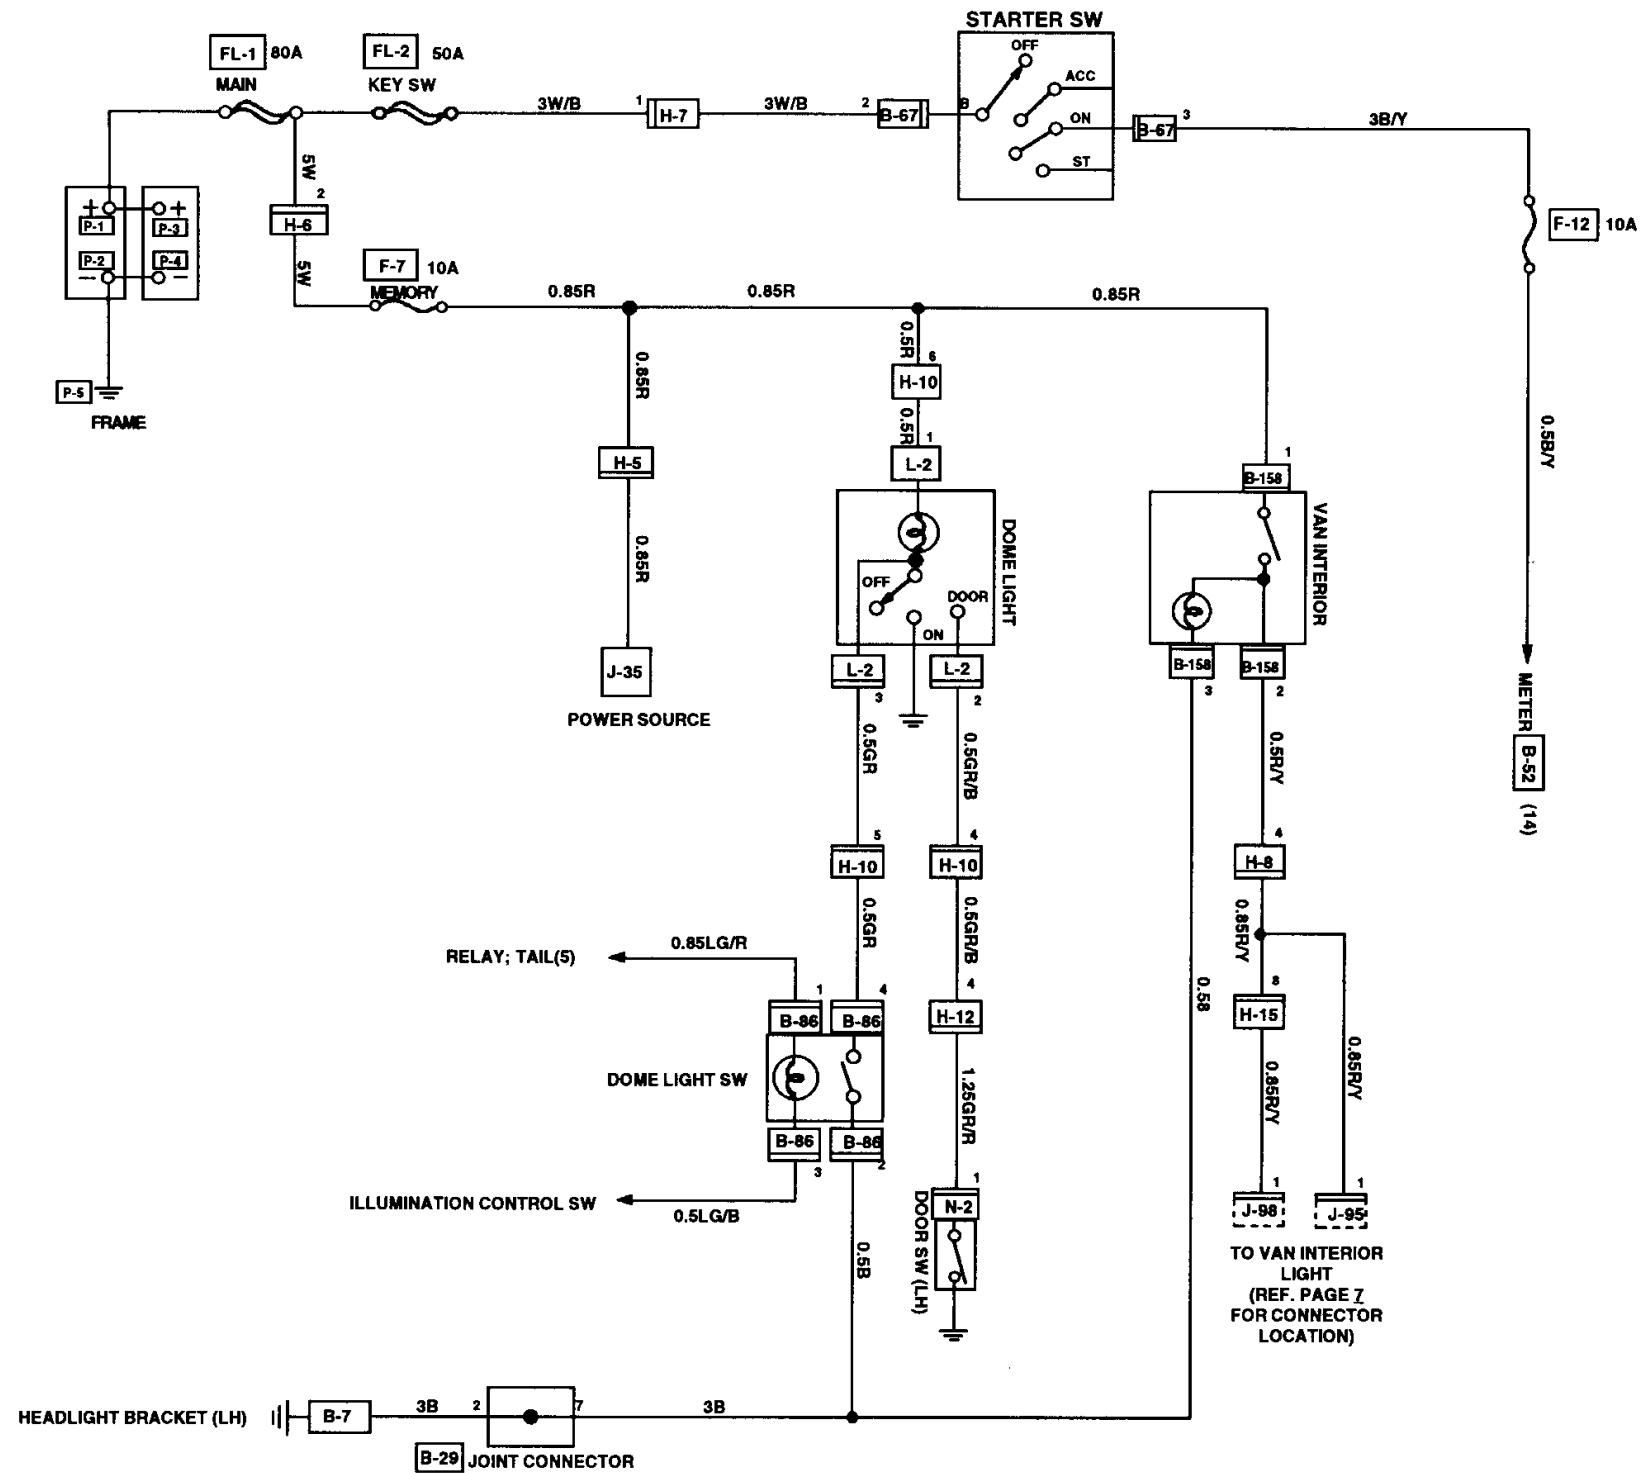 STARTER SW
FL-1 80A
MAIN
FL-2 50A
KEY SW
3W/B
1
H-7
3W/B
2
B-67
B
OFF
ACC
ON
ST
B-67
3
3B/Y
F-12 10A
5W
2
H-6
5W
+
P-1
P-2
-
+
P-3
P-4
-
P-5
FRAME
F-7 10A
MEMORY
0.85R
0.85R
0.85R
0.85R
H-5
0.85R
J-35
POWER SOURCE
0.5R
6
H-10
0.5R
1
L-2
DOME LIGHT
OFF
DOOR
ON
L-2
3
L-2
2
0.5GR
0.5GR/B
5
H-10
4
H-10
0.5GR
0.5GR/B
1
B-158
VAN INTERIOR
B-158
3
B-158
2
0.5R/Y
4
H-8
0.85R/Y
8
H-15
0.85R/Y
0.85R/Y
0.58
1
J-98
1
J-95
TO VAN INTERIOR
LIGHT
(REF. PAGE 7
FOR CONNECTOR
LOCATION)
0.5B/Y
METER B-52 (14)
RELAY; TAIL(5)
0.85LG/R
1
B-86
4
B-86
DOME LIGHT SW
B-86
3
B-86
2
ILLUMINATION CONTROL SW
0.5LG/B
0.5B
4
H-12
1.25GR/R
1
N-2
DOOR SW (LH)
HEADLIGHT BRACKET (LH)
B-7
3B
2
7
3B
B-29 JOINT CONNECTOR